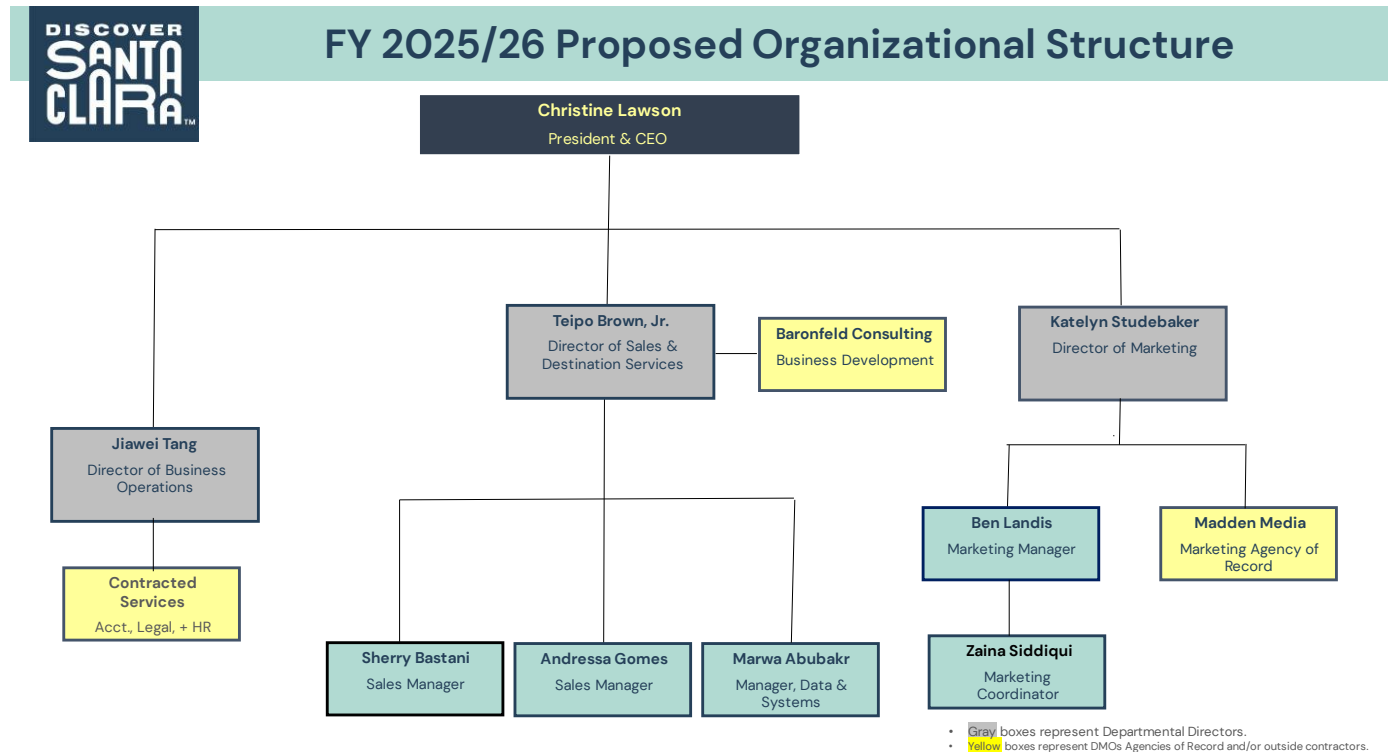 DISCOVER
SANTA
CLARA™
FY 2025/26 Proposed Organizational Structure
Christine Lawson
President & CEO
Teipo Brown, Jr.
Director of Sales &
Destination Services
Baronfeld Consulting
Business Development
Katelyn Studebaker
Director of Marketing
Jiawei Tang
Director of Business
Operations
Contracted
Services
Acct., Legal, + HR
Ben Landis
Marketing Manager
Madden Media
Marketing Agency of
Record
Sherry Bastani
Sales Manager
Andressa Gomes
Sales Manager
Marwa Abubakr
Manager, Data &
Systems
Zaina Siddiqui
Marketing
Coordinator
• Gray boxes represent Departmental Directors.
• Yellow boxes represent DMOs Agencies of Record and/or outside contractors.